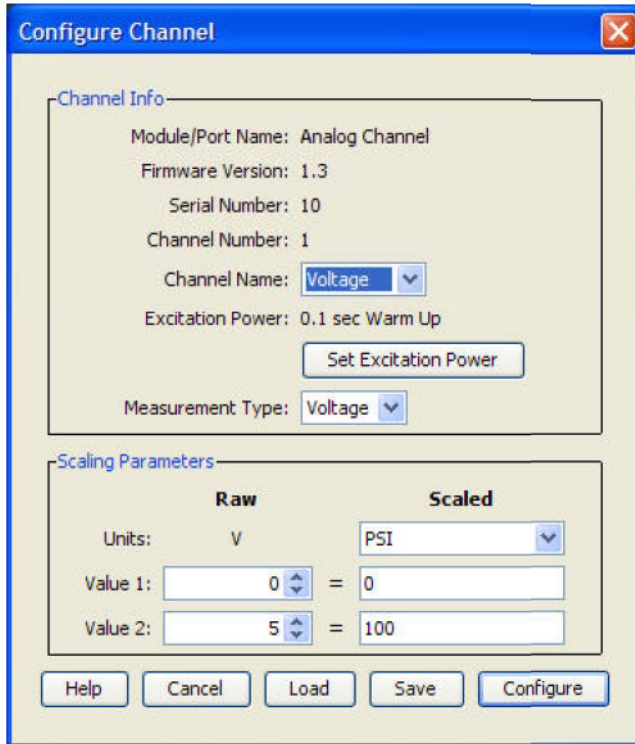 Configure Channel
Channel Info
Module/Port Name: Analog Channel
Firmware Version: 1.3
Serial Number: 10
Channel Number: 1
Channel Name: Voltage
Excitation Power: 0.1 sec Warm Up
Set Excitation Power
Measurement Type: Voltage
Scaling Parameters
Raw Scaled
Units: V PSI
Value 1: 0 = 0
Value 2: 5 = 100
Help Cancel Load Save Configure